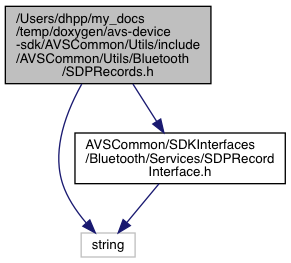 /Users/dhpp/my_docs
/temp/doxygen/avs-device
-sdk/AVSCommon/Utils/include
/AVSCommon/Utils/Bluetooth
/SDPRecords.h
AVSCommon/SDKInterfaces
/Bluetooth/Services/SDPRecord
Interface.h
string